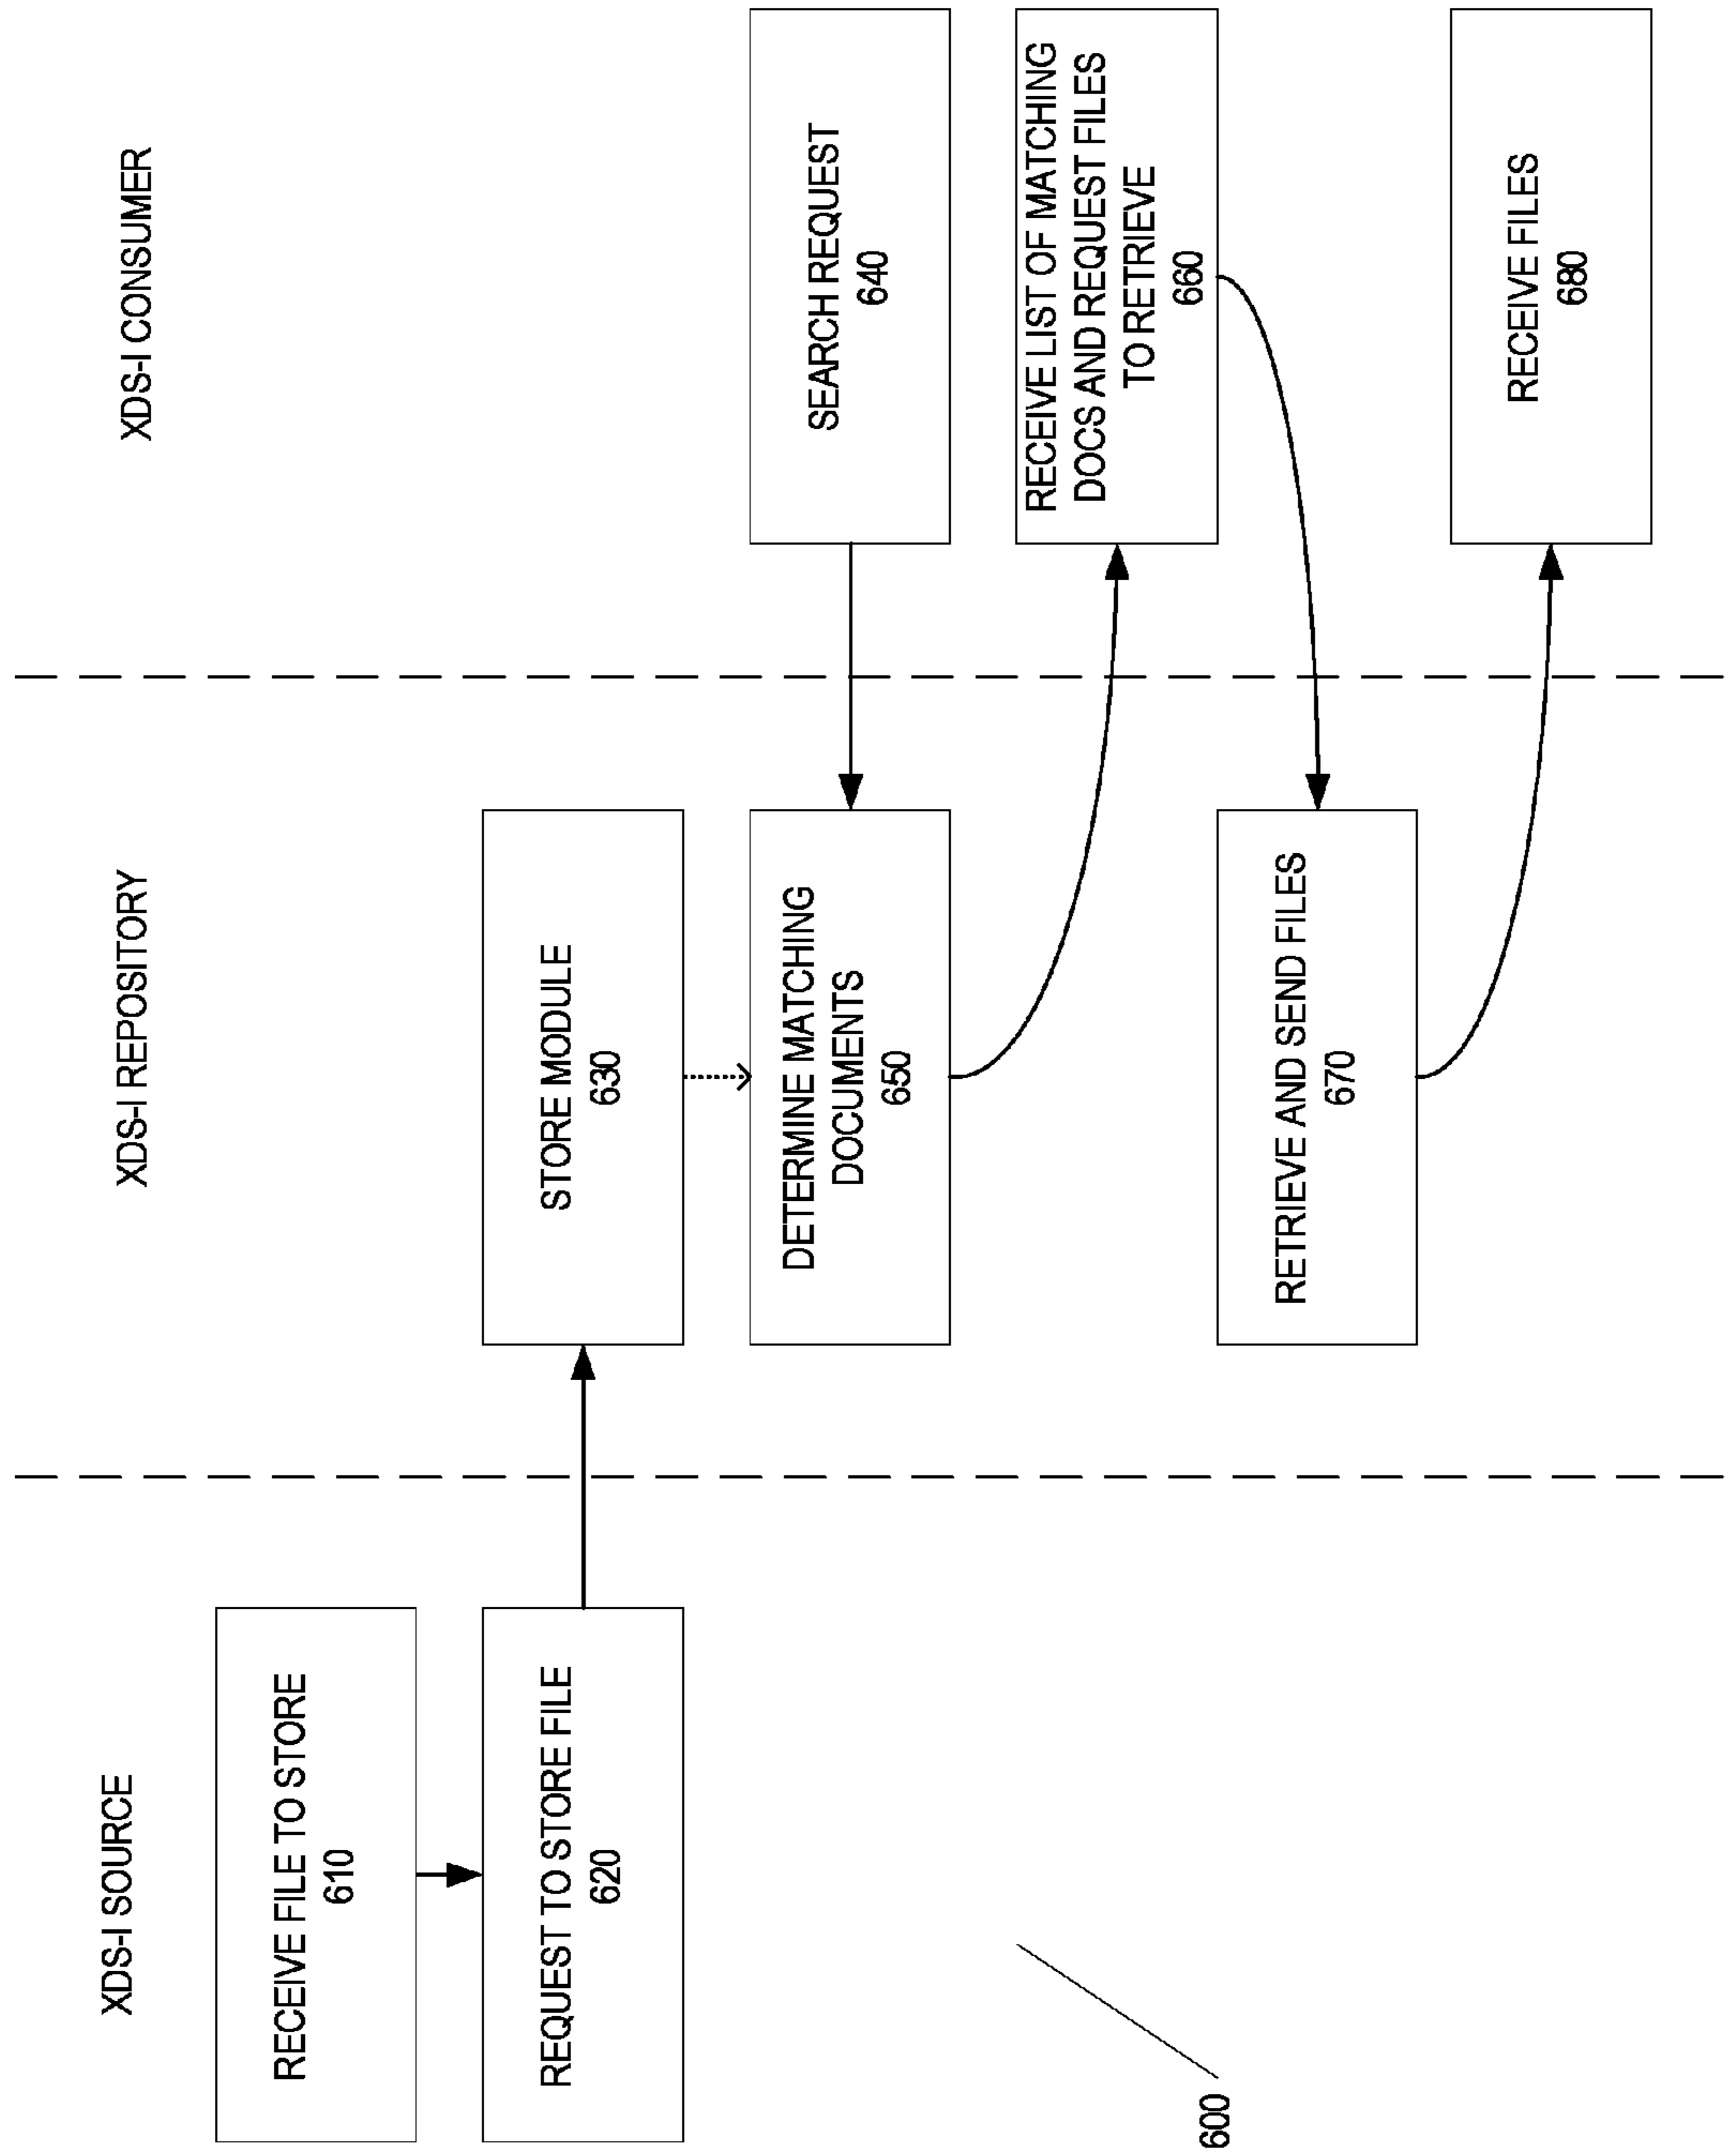 XDS-I SOURCE
XDS-I REPOSITORY
XDS-I CONSUMER
RECEIVE FILE TO STORE
610
REQUEST TO STORE FILE
620
STORE MODULE
630
SEARCH REQUEST
640
DETERMINE MATCHING
DOCUMENTS
650
RECEIVE LIST OF MATCHING
DOCS AND REQUEST FILES
TO RETRIEVE
660
RETRIEVE AND SEND FILES
670
RECEIVE FILES
680
600